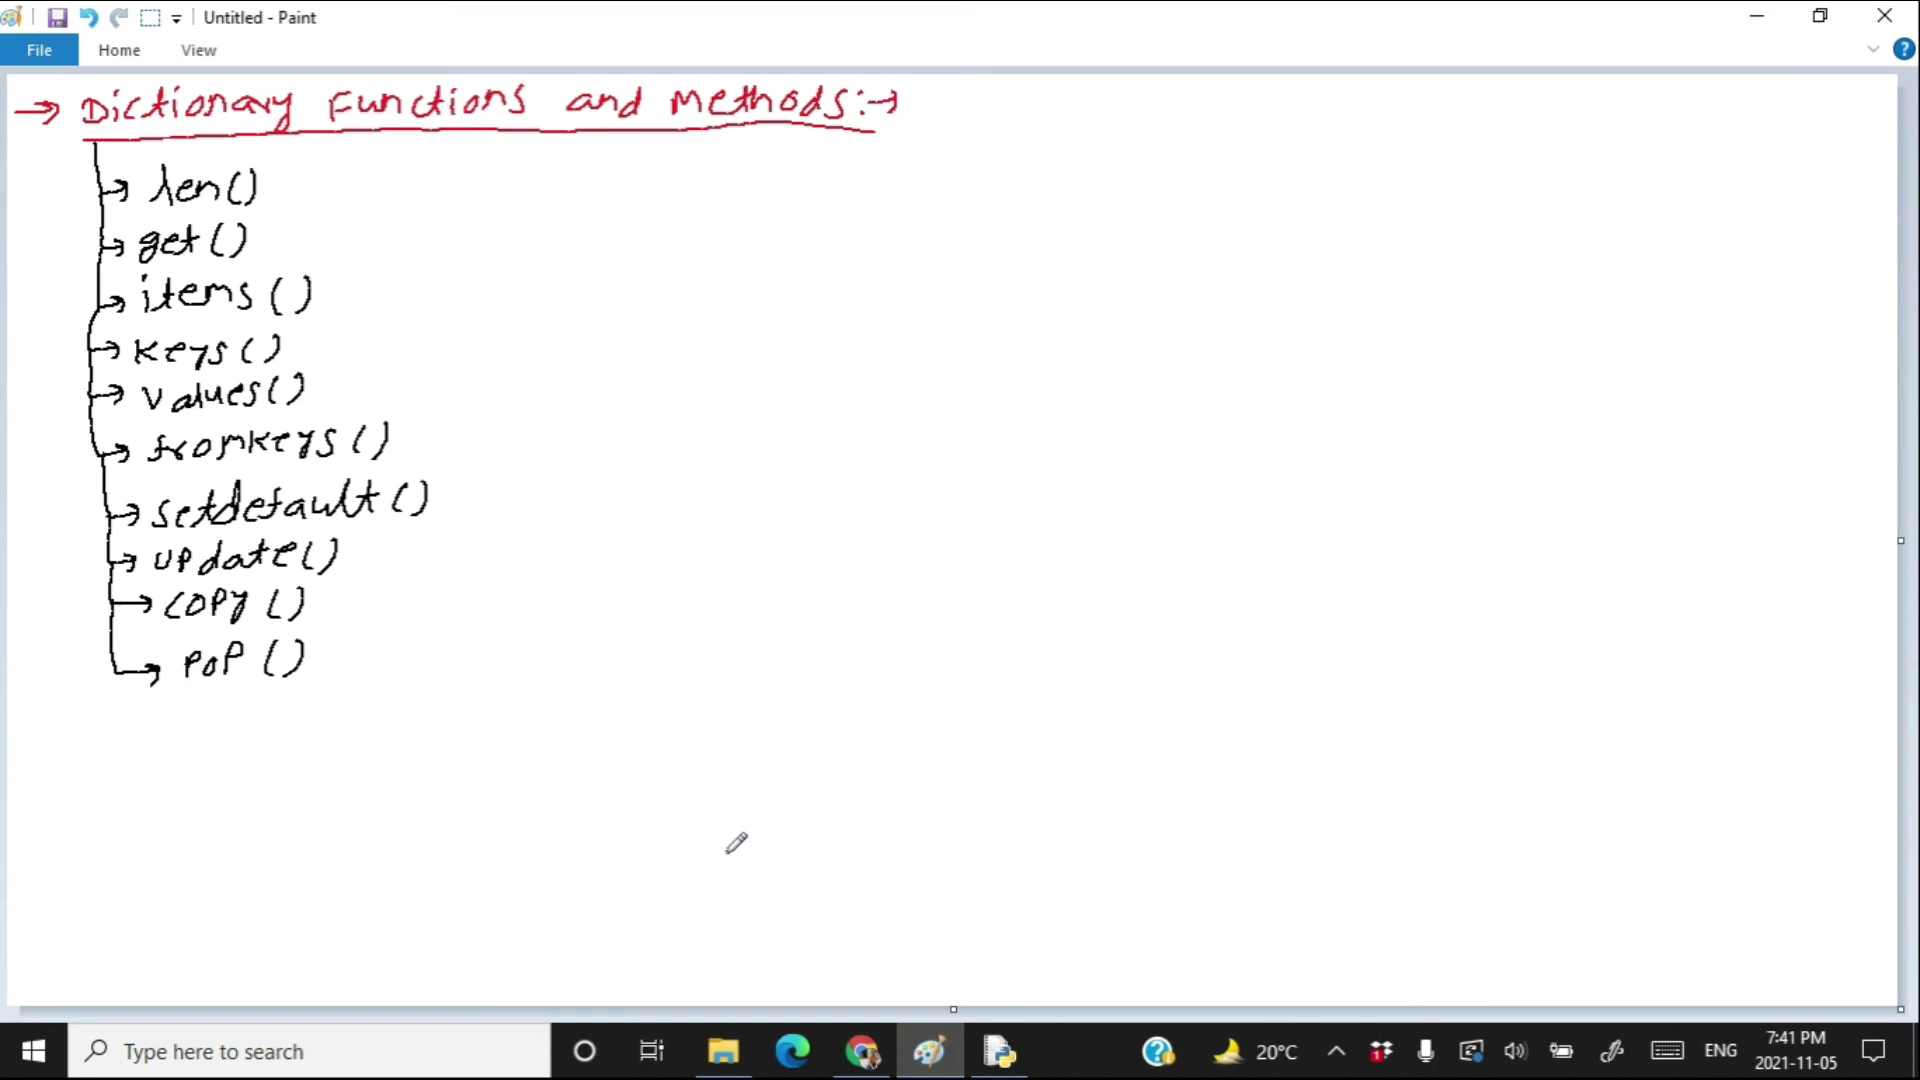 Untitled - Paint
File Home View
→ Dictionary Functions and Methods:→
→ len()
→ get()
→ items()
→ keys()
→ values()
→ fromkeys()
→ setdefault()
→ update()
→ copy()
→ pop()
Type here to search
20°C
ENG
7:41 PM
2021-11-05